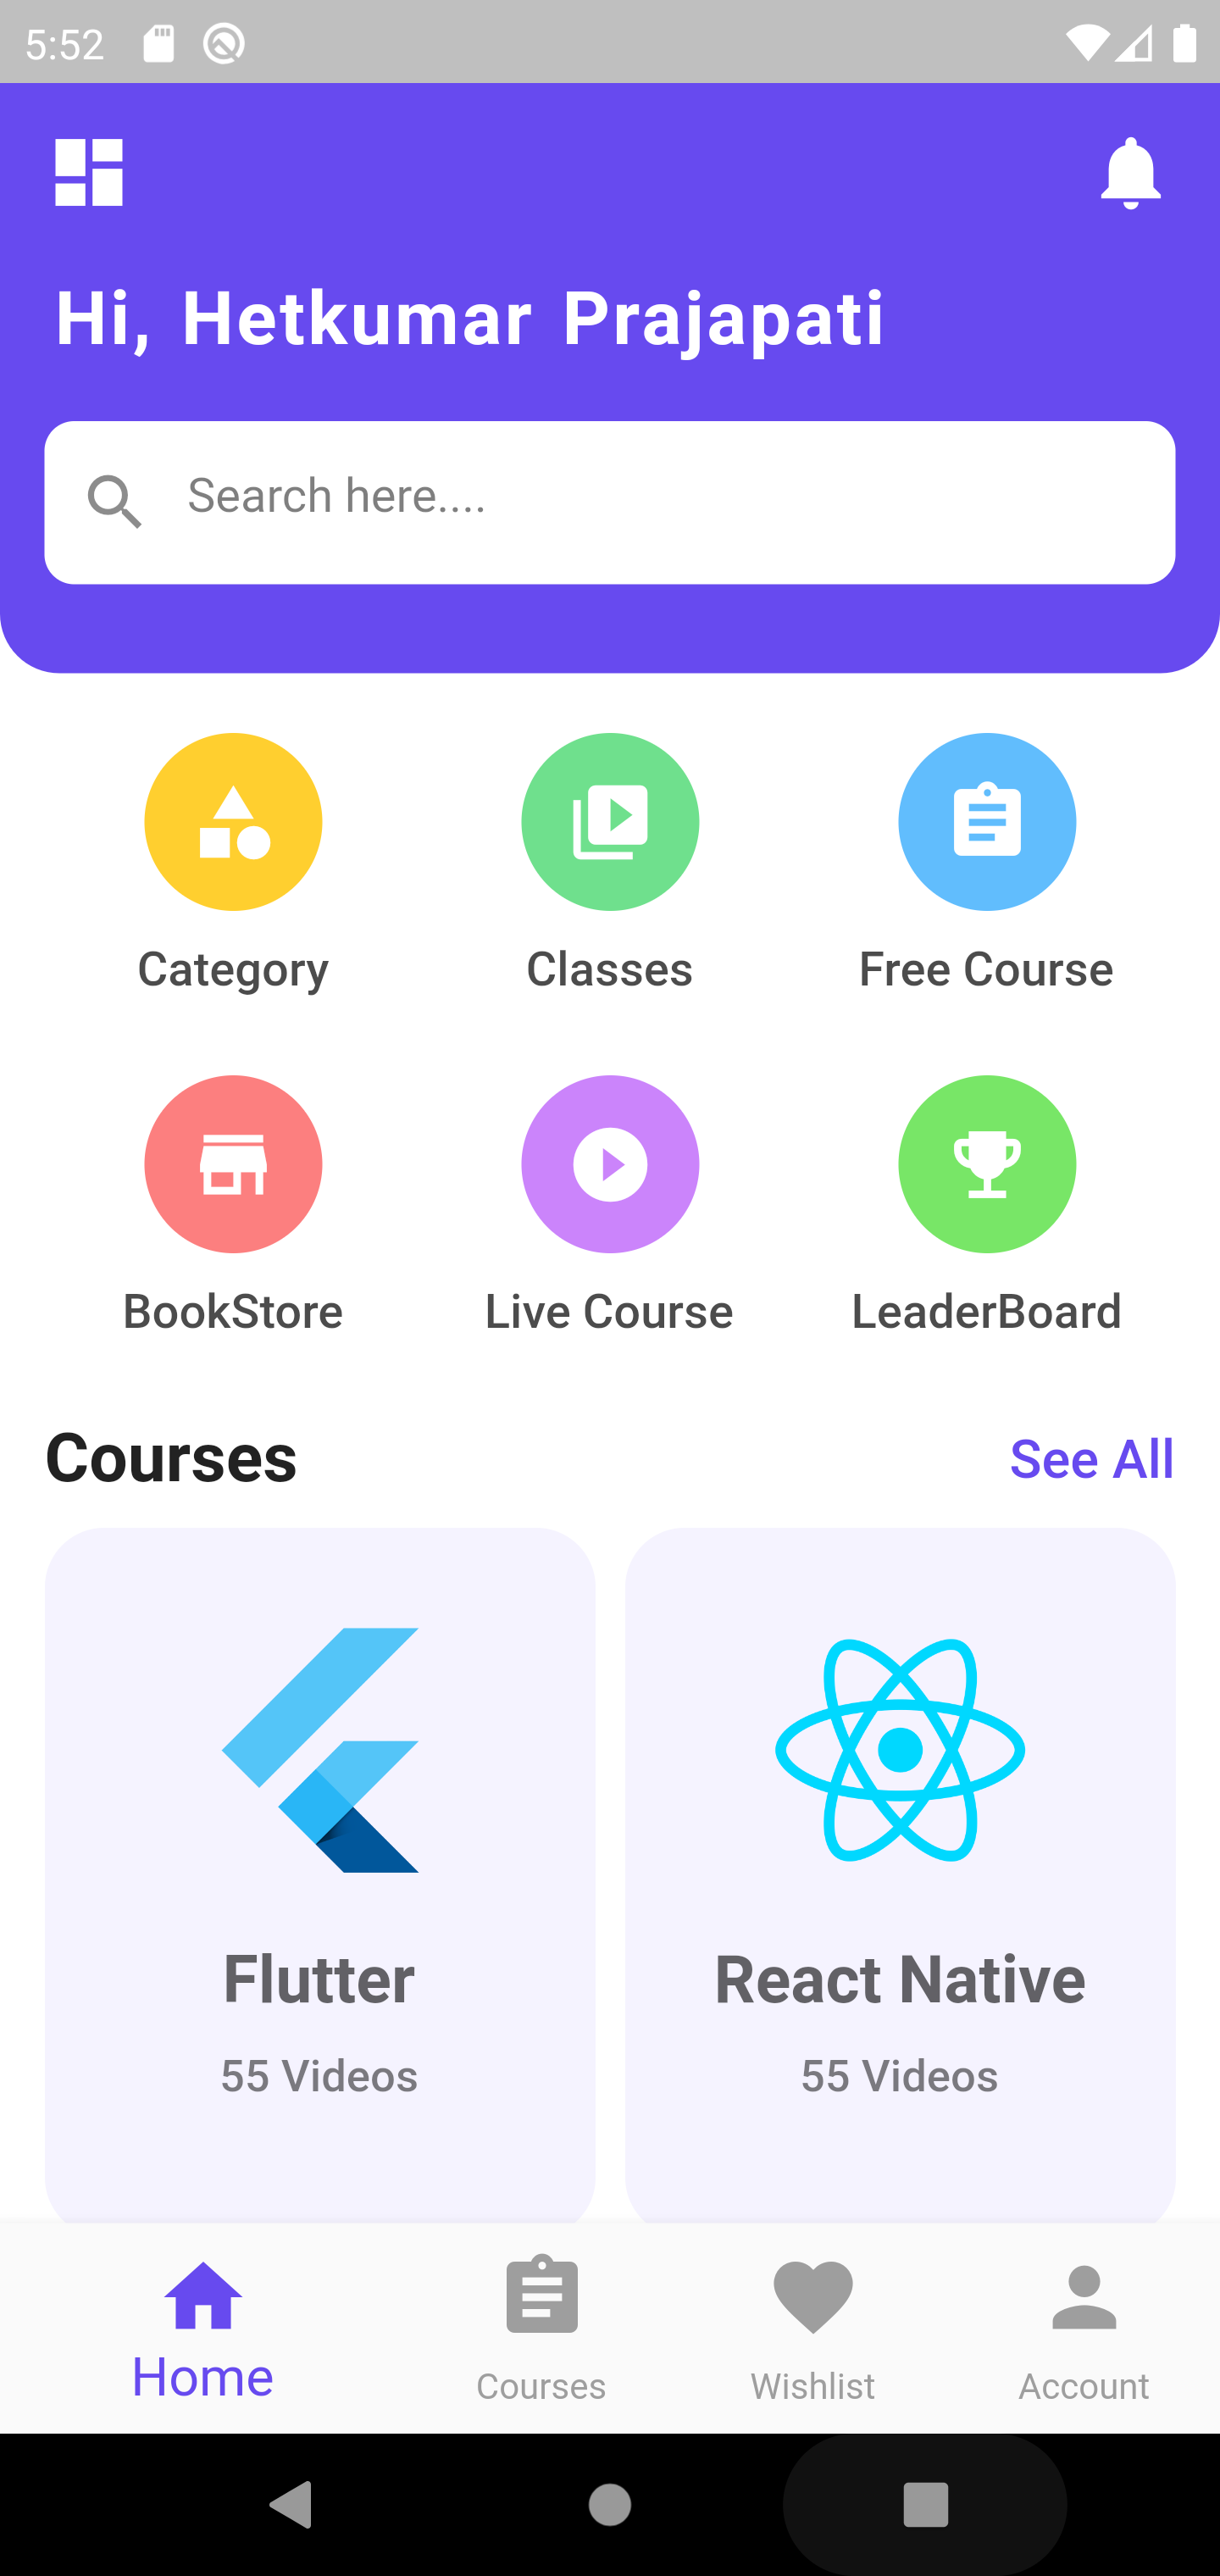 5:52
Hi, Hetkumar Prajapati
Search here....
Category
Classes
Free Course
BookStore
Live Course
LeaderBoard
Courses
See All
Flutter
React Native
55 Videos
55 Videos
Home
Courses
Wishlist
Account